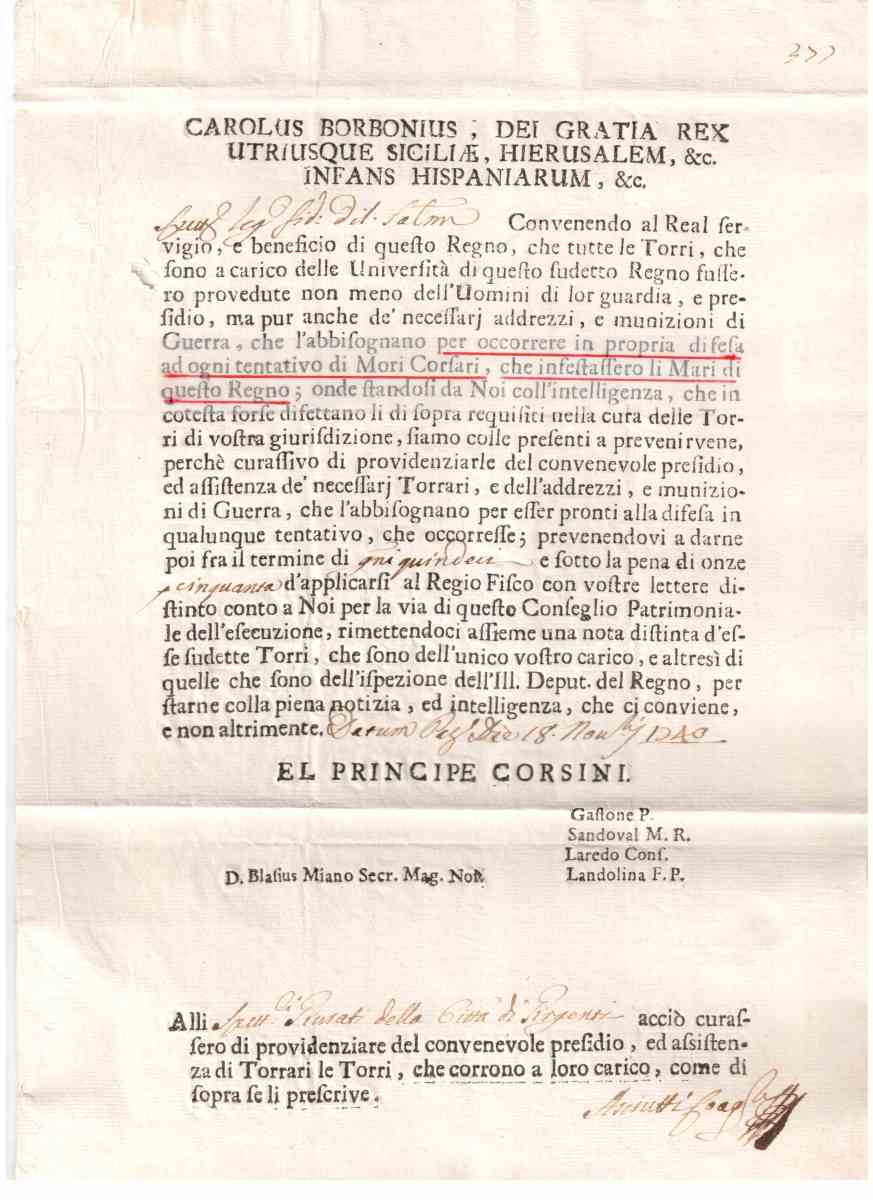 377
CAROLUS BORBONIUS, DEI GRATIA REX
UTRIUSQUE SICILIÆ, HIERUSALEM, &c.
INFANS HISPANIARUM, &c.
Convenendo al Real ſer-
vigio, e beneficio di queſto Regno, che tutte le Torri, che
ſono a carico delle Univerſità di queſto ſudetto Regno fuſſe-
ro provedute non meno dell'Uomini di lor guardia, e pre-
ſidio, ma pur anche de' neceſſarj addrezzi, e munizioni di
Guerra, che l'abbiſognano per occorrere in propria difeſa
ad ogni tentativo di Mori Corſari, che infeſtaſſero li Mari di
queſto Regno; onde ſtandoſi da Noi coll'intelligenza, che in
coteſta forſe difettano li di ſopra requiſiti nella cura delle Tor-
ri di voſtra giurisdizione, ſiamo colle preſenti a prevenirvene,
perchè curaſſivo di providenziarle del convenevole preſidio,
ed aſſiſtenza de' neceſſarj Torrari, e dell'addrezzi, e munizio-
ni di Guerra, che l'abbiſognano per eſſer pronti alla difeſa in
qualunque tentativo, che occorreſſe; prevenendovi a darne
poi fra il termine di gni quindeci e ſotto la pena di onze
cinquanta d'applicarſi al Regio Fiſco con voſtre lettere di-
ſtinto conto a Noi per la via di queſto Conſeglio Patrimonia-
le dell'eſecuzione, rimettendoci aſſieme una nota diſtinta d'eſ-
ſe ſudette Torri, che ſono dell'unico voſtro carico, e altresì di
quelle che ſono dell'iſpezione dell'Ill. Deput. del Regno, per
ſtarne colla piena notizia, ed intelligenza, che ci conviene,
e non altrimente. Datum Die 18. 1740
EL PRINCIPE CORSINI.
Gaſtone P.
Sandoval M. R.
Laredo Conſ.
D. Blaſius Miano Secr. Mag. Not. Landolina F. P.
Alli Giurati della Città di Girgenti acciò curaſ-
ſero di providenziare del convenevole preſidio, ed aſſiſten-
za di Torrari le Torri, che corrono a loro carico, come di
ſopra ſe li preſcrive.